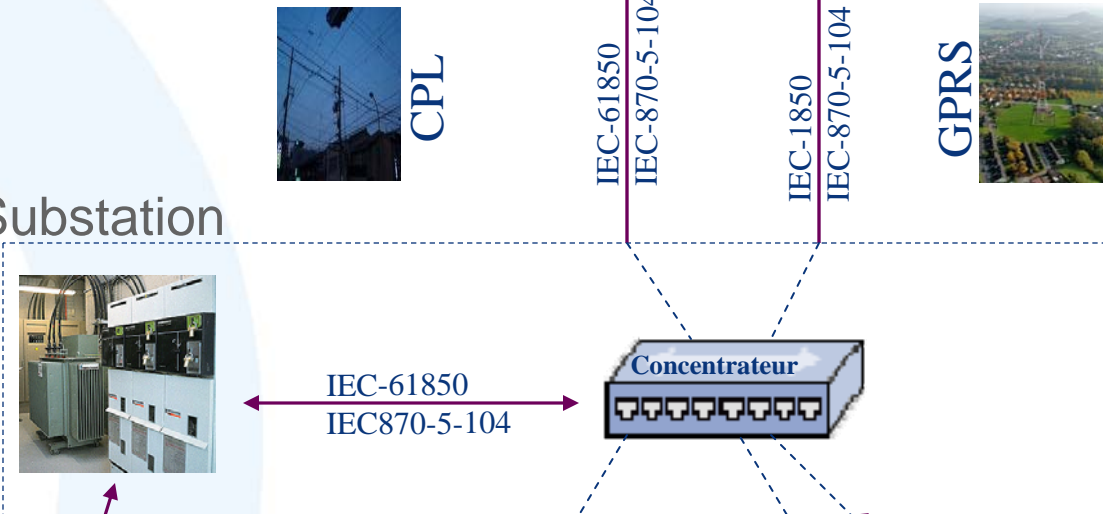 CPL
IEC-61850
IEC-870-5-104
IEC-1850
IEC-870-5-104
GPRS
Substation
Concentrateur
IEC-61850
IEC870-5-104